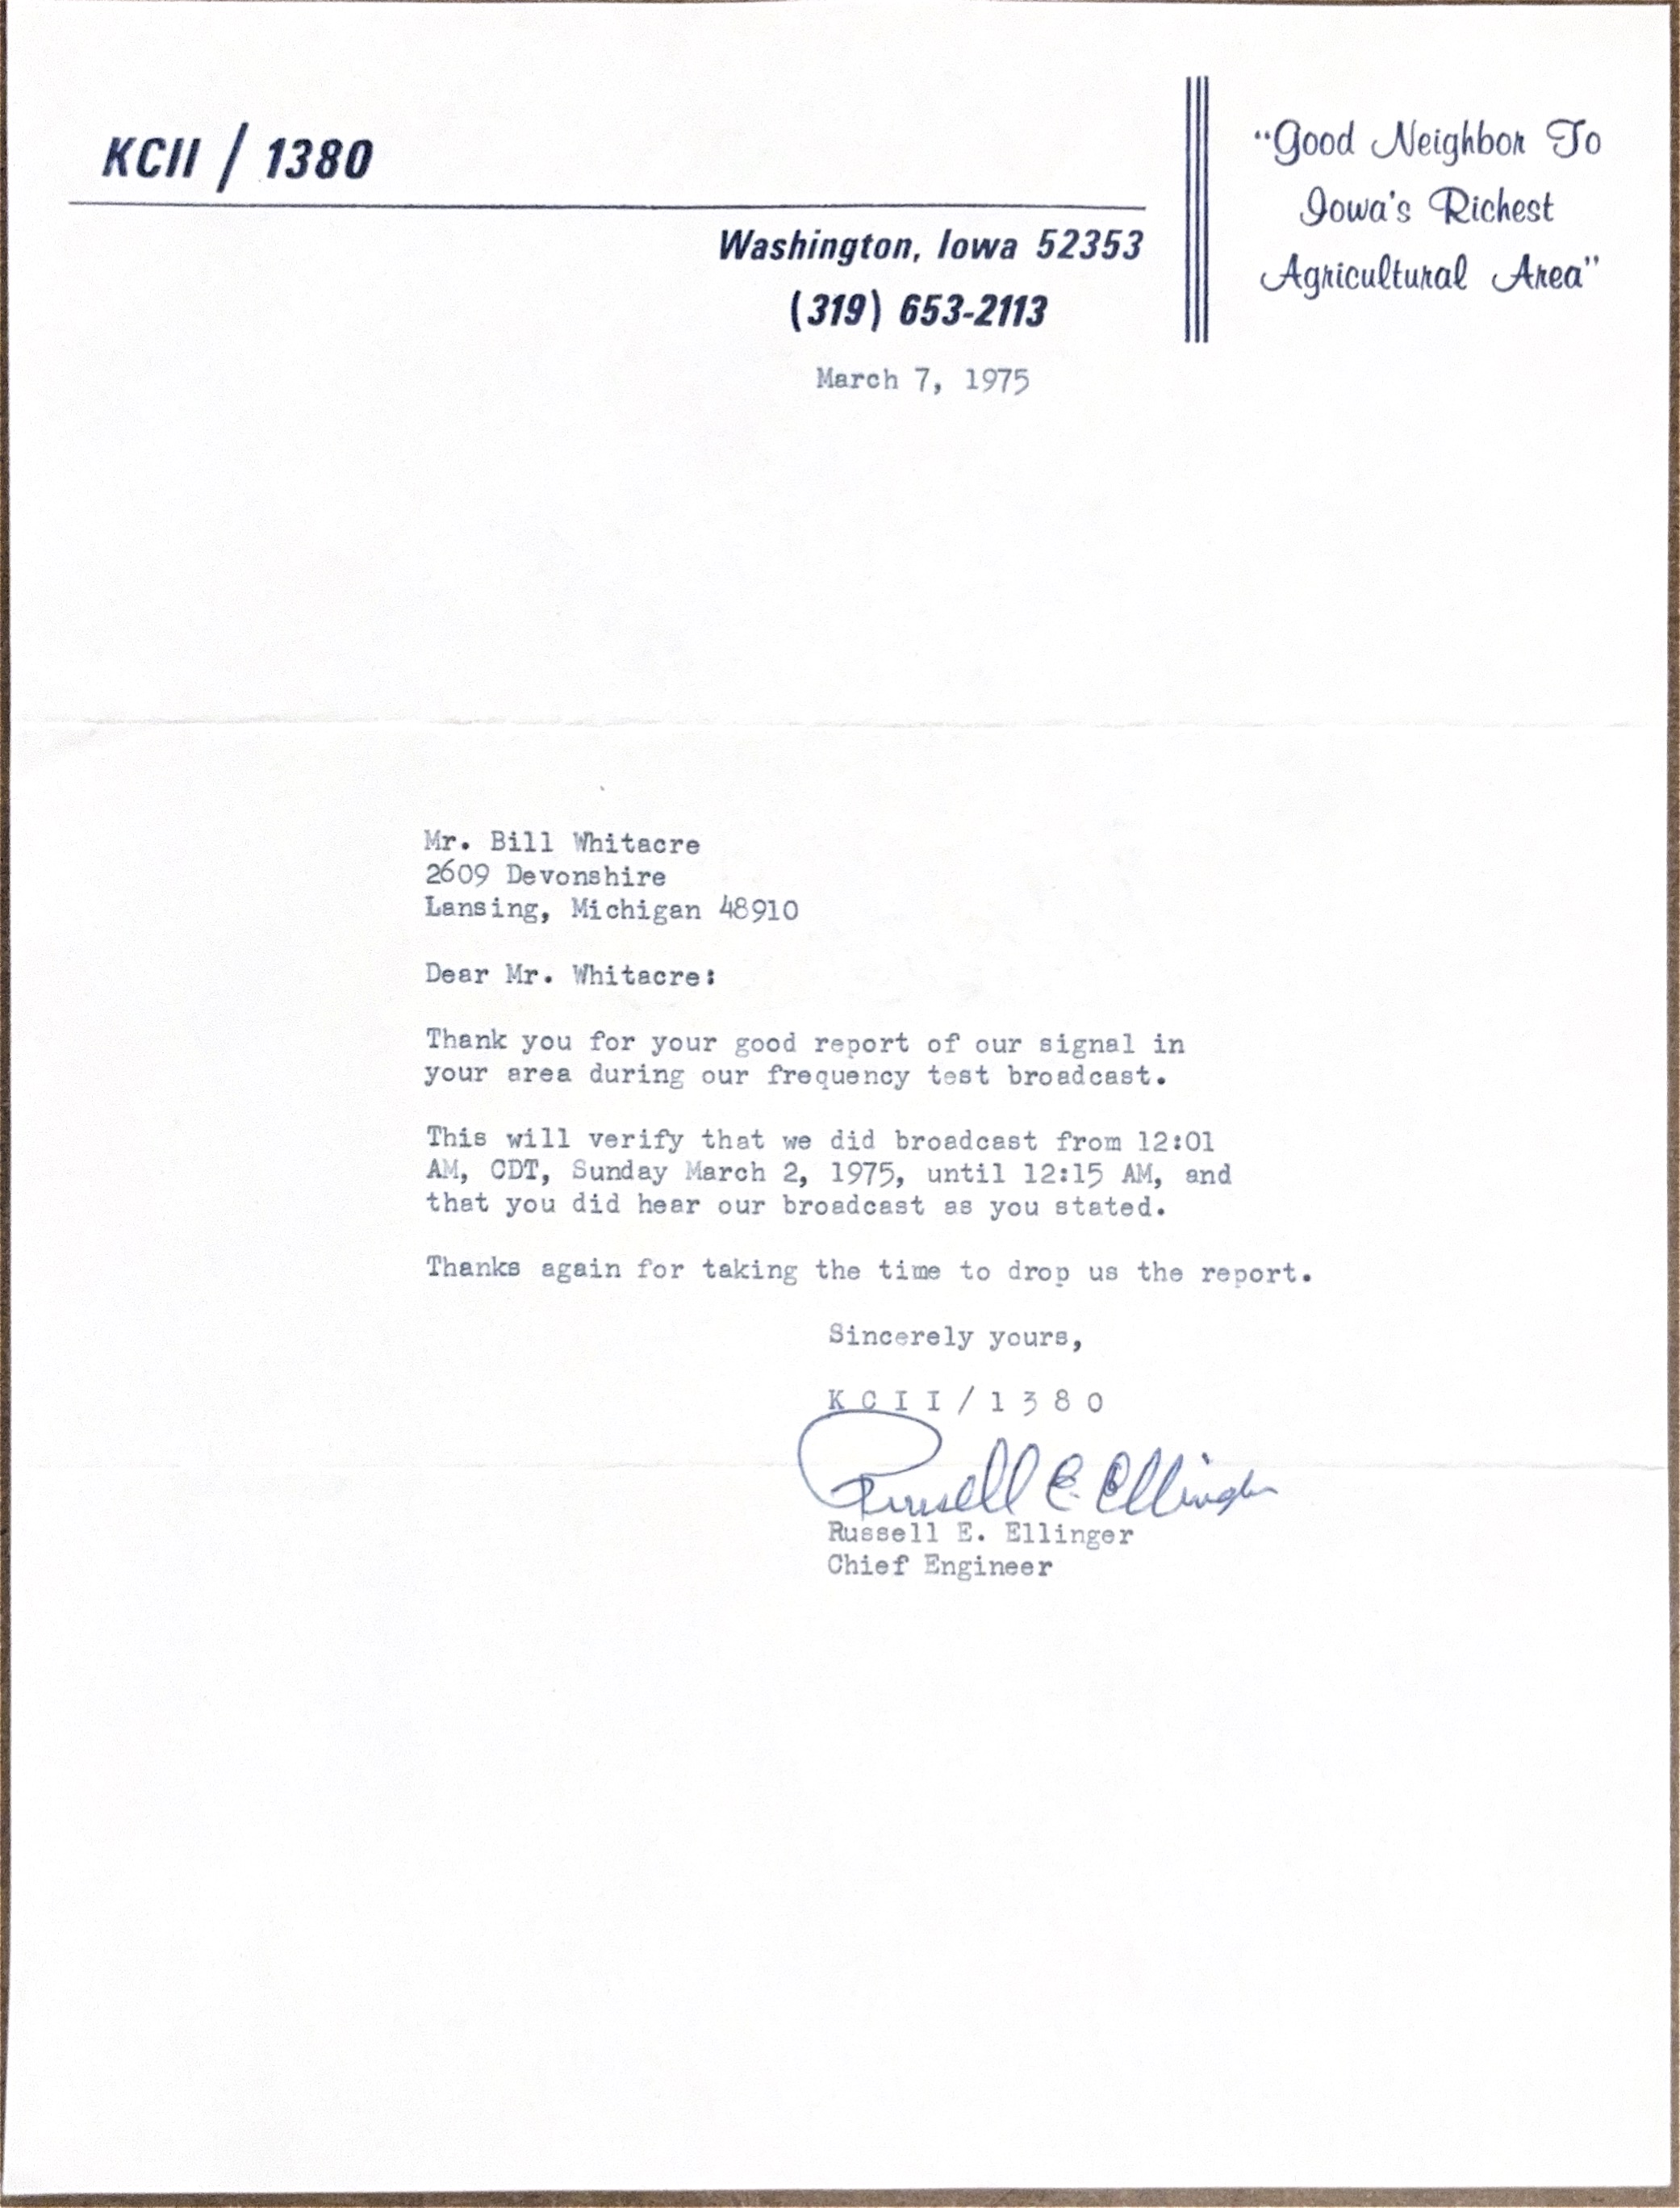 KCII / 1380
Washington, Iowa 52353
(319) 653-2113
"Good Neighbor To
Iowa's Richest
Agricultural Area"
March 7, 1975
Mr. Bill Whitacre
2609 Devonshire
Lansing, Michigan 48910
Dear Mr. Whitacre:
Thank you for your good report of our signal in
your area during our frequency test broadcast.
This will verify that we did broadcast from 12:01
AM, CDT, Sunday March 2, 1975, until 12:15 AM, and
that you did hear our broadcast as you stated.
Thanks again for taking the time to drop us the report.
Sincerely yours,
K C I I / 1 3 8 0
Russell E. Ellinger
Russell E. Ellinger
Chief Engineer